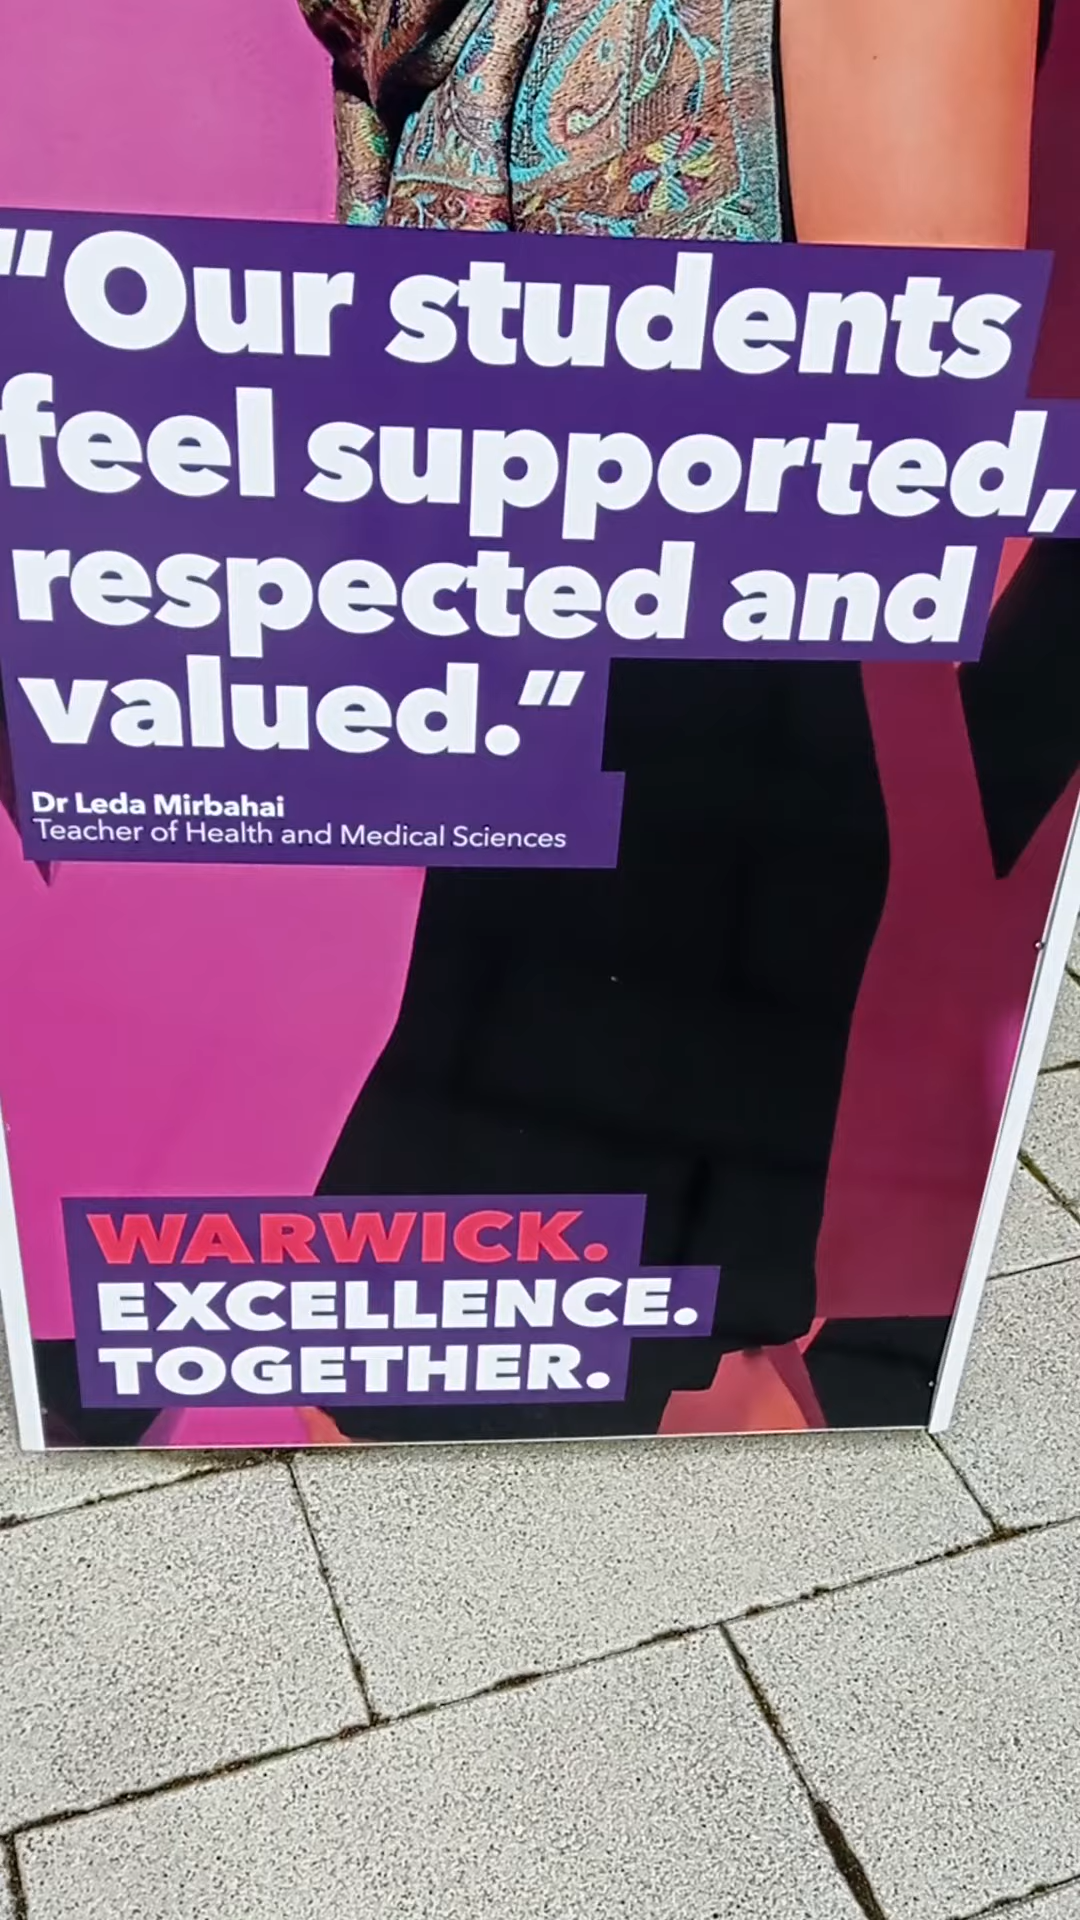 "Our students
feel supported,
respected and
valued."
Dr Leda Mirbahai
Teacher of Health and Medical Sciences
WARWICK.
EXCELLENCE.
TOGETHER.